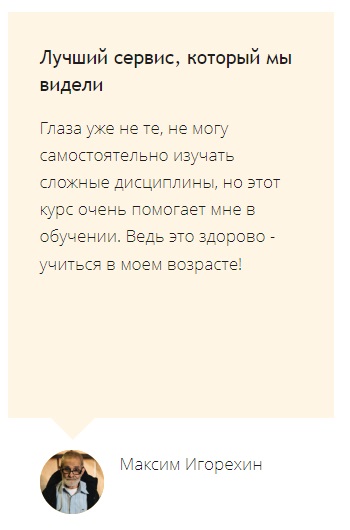 Лучший сервис, который мы
видели
Глаза уже не те, не могу
самостоятельно изучать
сложные дисциплины, но этот
курс очень помогает мне в
обучении. Ведь это здорово -
учиться в моем возрасте!
Максим Игорехин